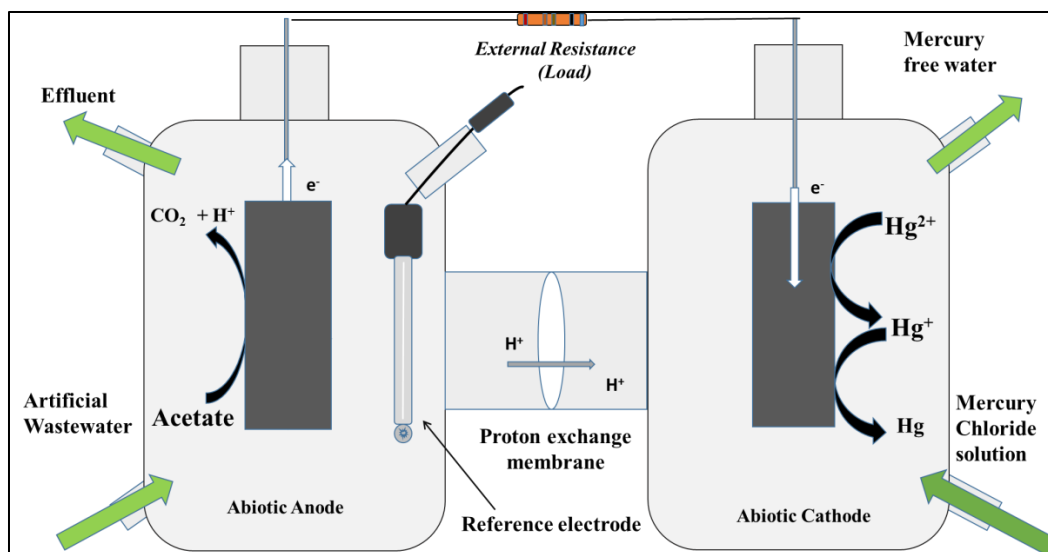 External Resistance
(Load)
Mercury
free water
Effluent
e-
e-
CO2 + H+
Hg2+
Hg+
H+
H+
Acetate
Artificial
Wastewater
Hg
Mercury
Chloride
solution
Proton exchange
membrane
Abiotic Anode
Reference electrode
Abiotic Cathode